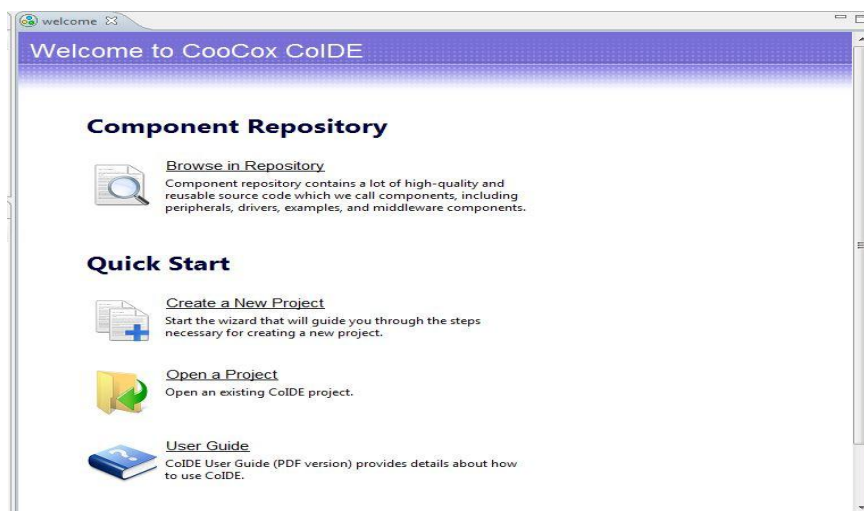 welcome
Welcome to CooCox CoIDE
Component Repository
Browse in Repository
Component repository contains a lot of high-quality and
reusable source code which we call components, including
peripherals, drivers, examples, and middleware components.
Quick Start
Create a New Project
Start the wizard that will guide you through the steps
necessary for creating a new project.
Open a Project
Open an existing CoIDE project.
User Guide
CoIDE User Guide (PDF version) provides details about how
to use CoIDE.